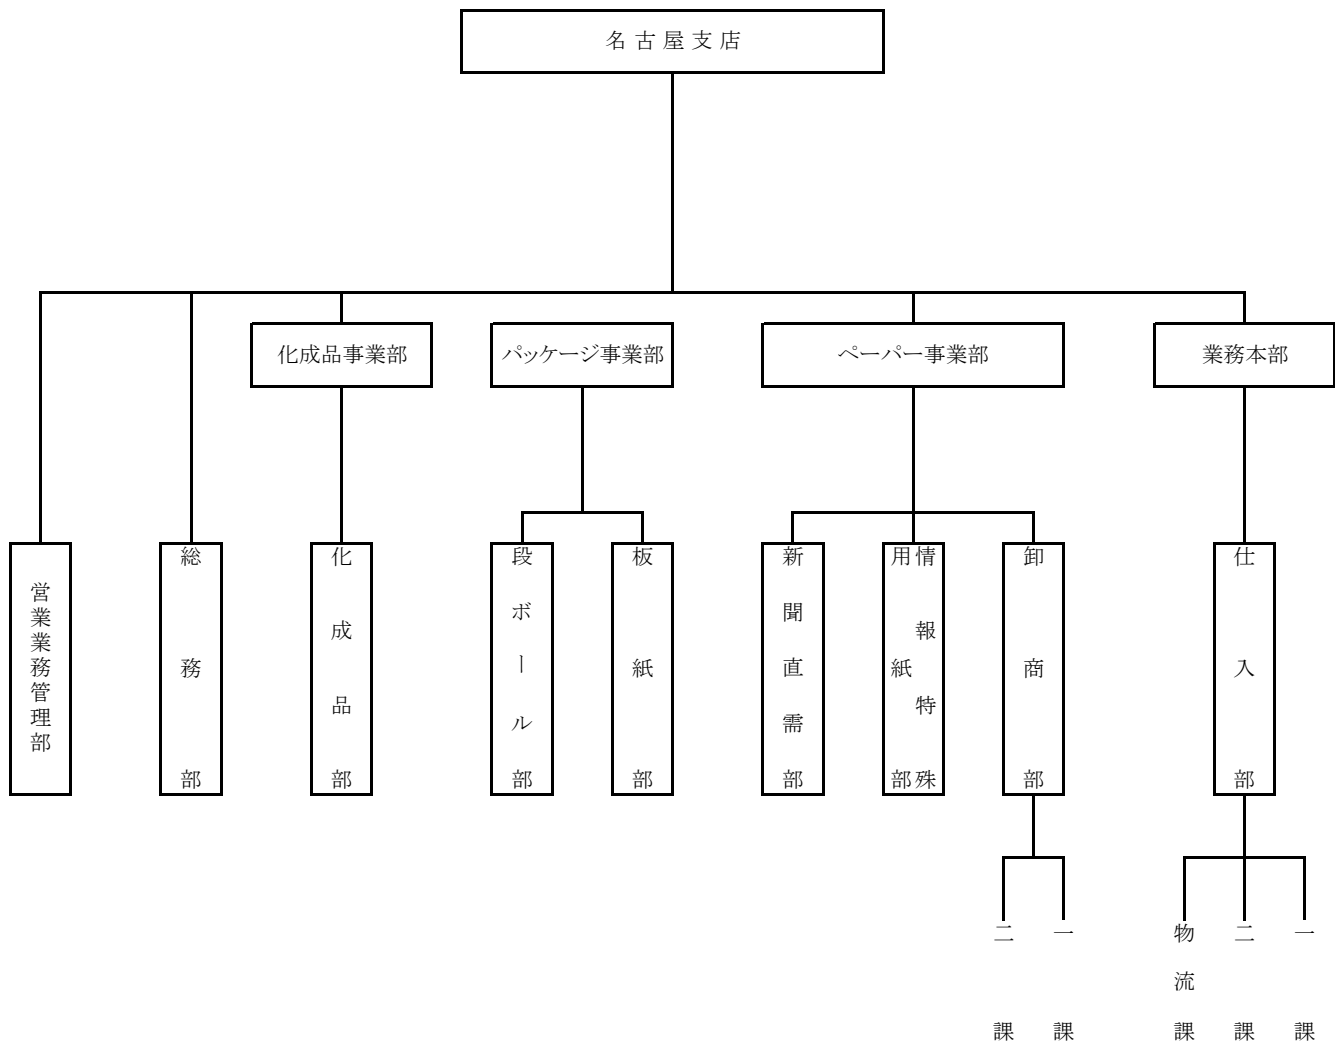 名古屋支店
化成品事業部
パッケージ事業部
ペーパー事業部
業務本部
営業業務管理部
総務部
化成品部
段ボール部
板紙部
新聞直需部
情報特殊
用紙部
卸商部
仕入部
二課
一課
物流課
二課
一課